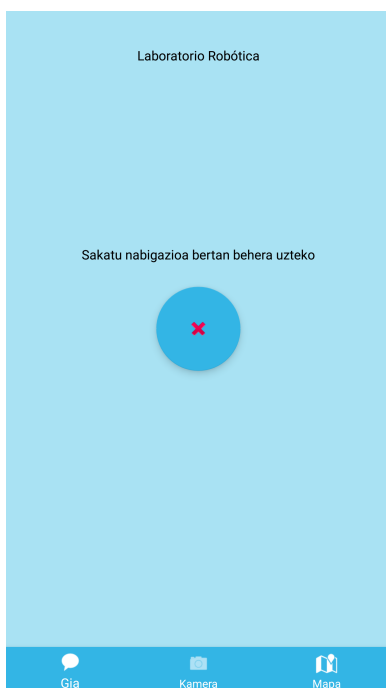 Laboratorio Robótica
Sakatu nabigazioa bertan behera uzteko
Gia
Kamera
Mapa